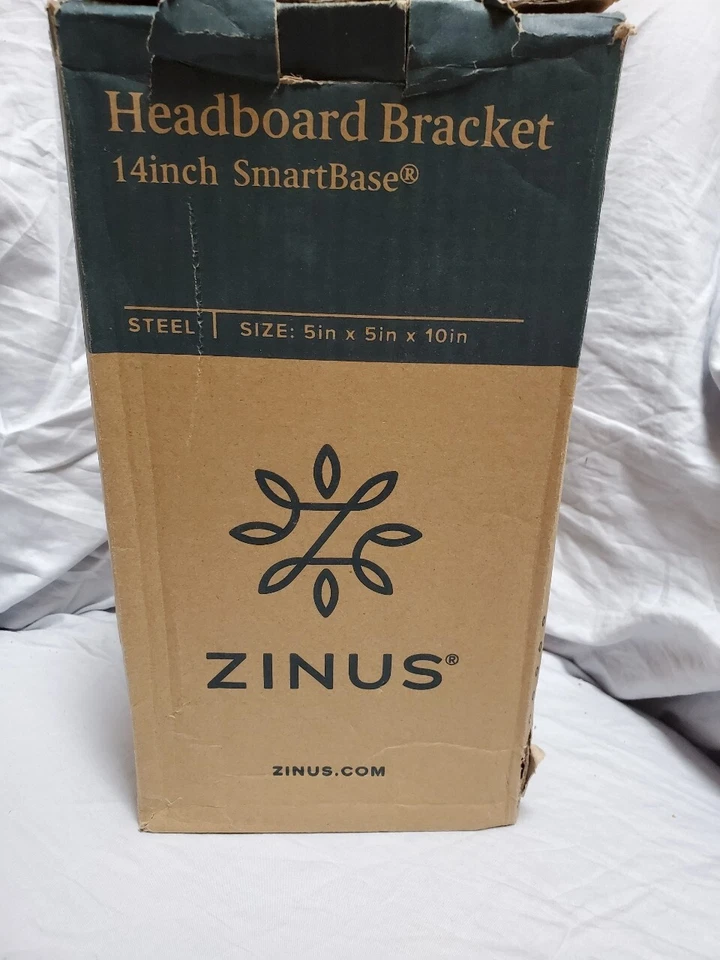 Headboard Bracket
14inch SmartBase®
STEEL | SIZE: 5in x 5in x 10in
ZINUS®
ZINUS.COM